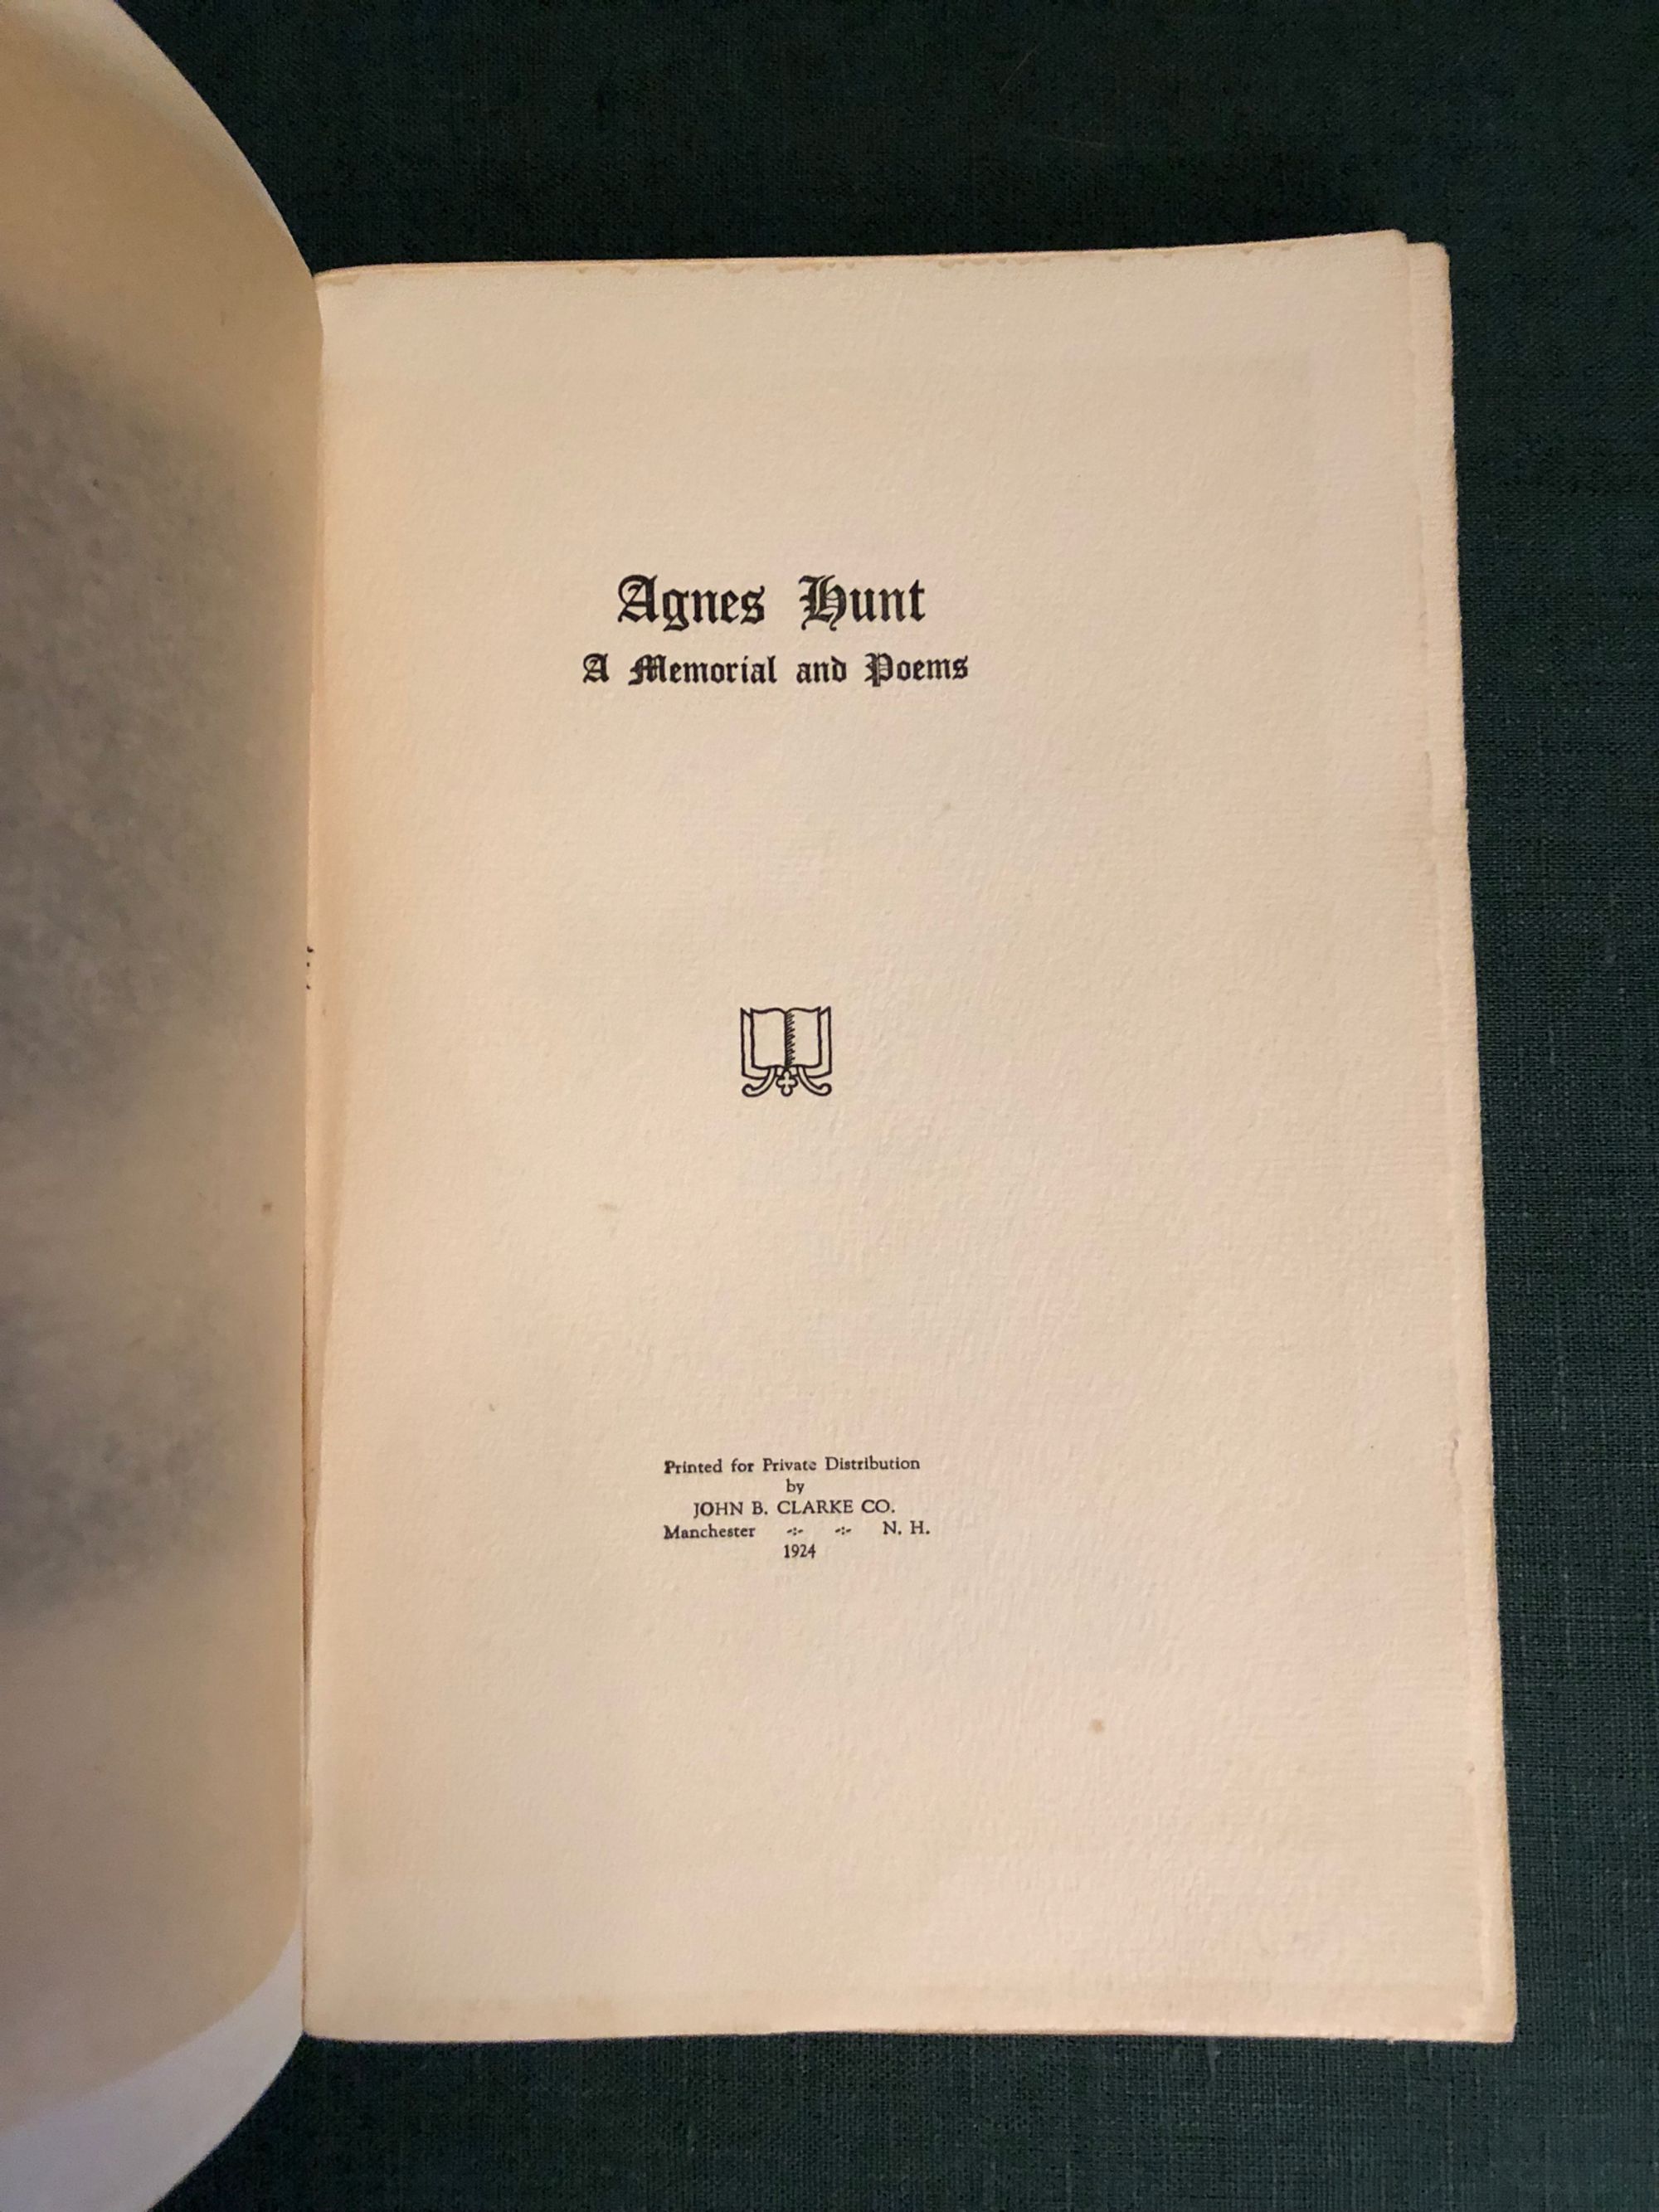 Agnes Hunt
A Memorial and Poems
Printed for Private Distribution
by
JOHN B. CLARKE CO.
Manchester -:- -:- N. H.
1924